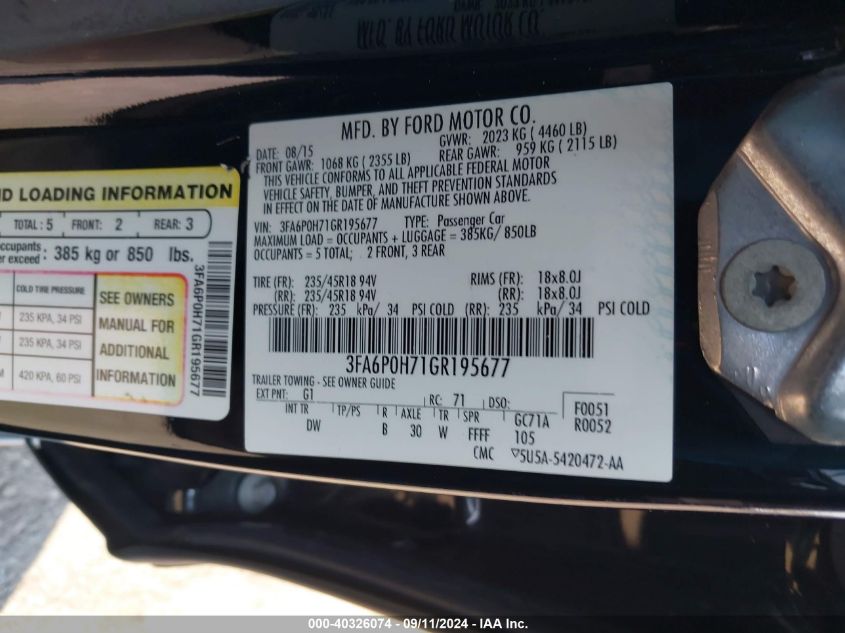 MFD. BY FORD MOTOR CO.
MFD. BY FORD MOTOR CO.
DATE: 08/15 GVWR: 2023 KG ( 4460 LB)
FRONT GAWR: 1068 KG ( 2355 LB) REAR GAWR: 959 KG ( 2115 LB)
THIS VEHICLE CONFORMS TO ALL APPLICABLE FEDERAL MOTOR
VEHICLE SAFETY, BUMPER, AND THEFT PREVENTION STANDARDS
IN EFFECT ON THE DATE OF MANUFACTURE SHOWN ABOVE.
VIN: 3FA6P0H71GR195677 TYPE: Passenger Car
MAXIMUM LOAD = OCCUPANTS + LUGGAGE = 385KG/ 850LB
OCCUPANTS = 5 TOTAL; 2 FRONT, 3 REAR
TIRE (FR): 235/45R18 94V RIMS (FR): 18x8.0J
(RR): 235/45R18 94V (RR): 18x8.0J
PRESSURE (FR): 235 kPa/ 34 PSI COLD (RR): 235 kPa/ 34 PSI COLD
3FA6P0H71GR195677
TRAILER TOWING - SEE OWNER GUIDE
EXT PNT: G1 RC: 71 DSO:
INT TR TP/PS R AXLE TR SPR GC71A F0051
DW B 30 W FFFF 105 R0052
CMC 5U5A-5420472-AA
ND LOADING INFORMATION
TOTAL: 5 FRONT: 2 REAR: 3
occupants
exceed: 385 kg or 850 lbs.
COLD TIRE PRESSURE
235 KPA, 34 PSI
235 KPA, 34 PSI
420 KPA, 60 PSI
SEE OWNERS
MANUAL FOR
ADDITIONAL
INFORMATION
3FA6P0H71GR195677
000-40326074 - 09/11/2024 - IAAI Inc.